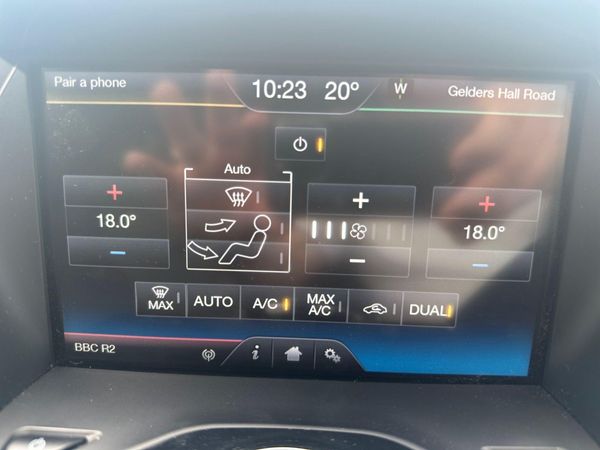 Pair a phone
10:23 20° W
Gelders Hall Road
Auto
+ + +
18.0° 18.0°
− − −
MAX AUTO A/C MAX A/C DUAL
BBC R2
i